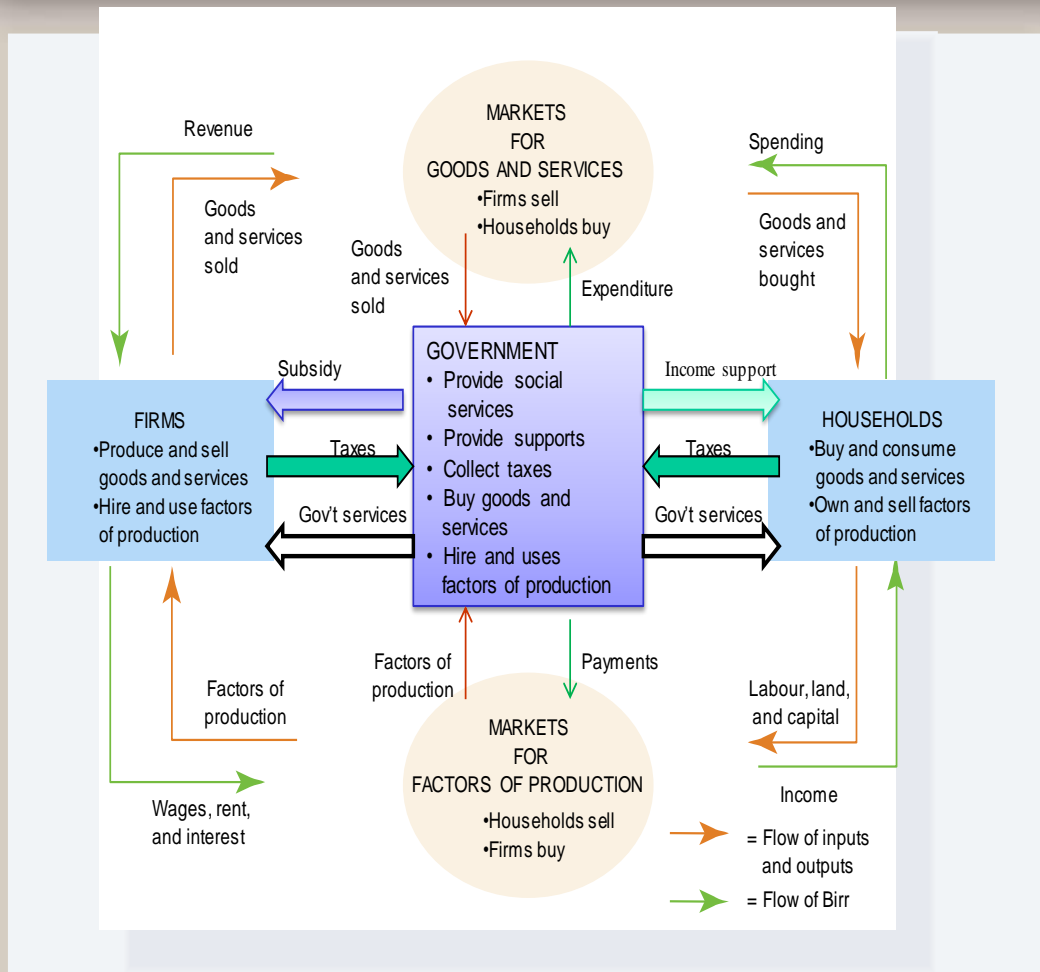 MARKETS
FOR
GOODS AND SERVICES
•Firms sell
•Households buy
Revenue
Goods
and services
sold
Spending
Goods and
services
bought
Goods
and services
sold
Expenditure
FIRMS
•Produce and sell
goods and services
•Hire and use factors
of production
Subsidy
Taxes
Gov't services
GOVERNMENT
• Provide social
services
• Provide supports
• Collect taxes
• Buy goods and
services
• Hire and uses
factors of production
Income support
Taxes
Gov't services
HOUSEHOLDS
•Buy and consume
goods and services
•Own and sell factors
of production
Factors of
production
Wages, rent,
and interest
Factors of
production
Payments
Labour, land,
and capital
Income
MARKETS
FOR
FACTORS OF PRODUCTION
•Households sell
•Firms buy
= Flow of inputs
and outputs
= Flow of Birr